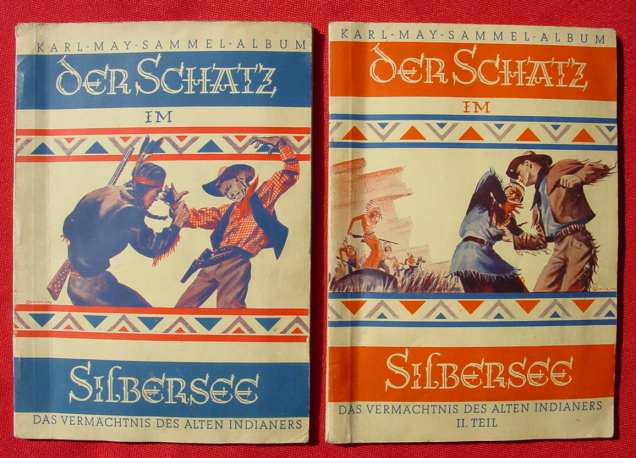 KARL·MAY·SAMMEL·ALBUM
DER SCHATZ
IM
SILBERSEE
DAS VERMÄCHTNIS DES ALTEN INDIANERS
KARL·MAY·SAMMEL·ALBUM
DER SCHATZ
IM
SILBERSEE
DAS VERMÄCHTNIS DES ALTEN INDIANERS
II. TEIL